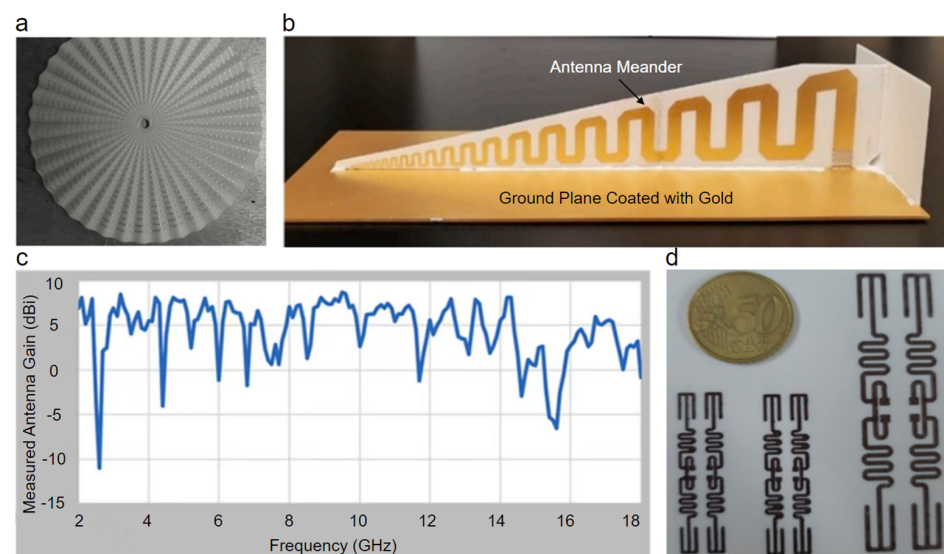 a
b
Antenna Meander
Ground Plane Coated with Gold
c
Measured Antenna Gain (dBi)
10
5
0
-5
-10
-15
2
4
6
8
10
12
14
16
18
Frequency (GHz)
d
50